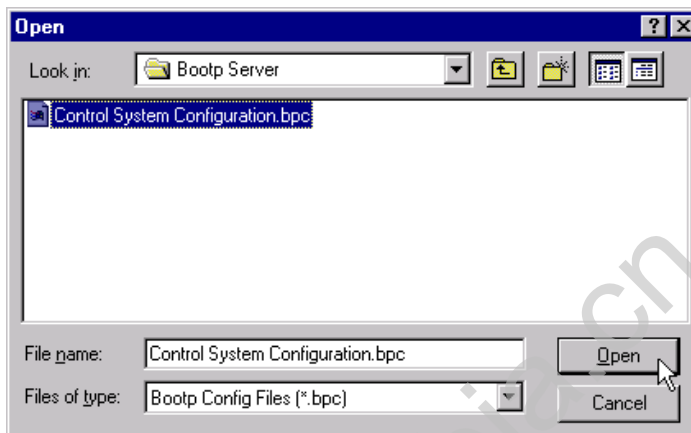 Open
Look in: Bootp Server
Control System Configuration.bpc
File name: Control System Configuration.bpc Open
Files of type: Bootp Config Files (*.bpc) Cancel